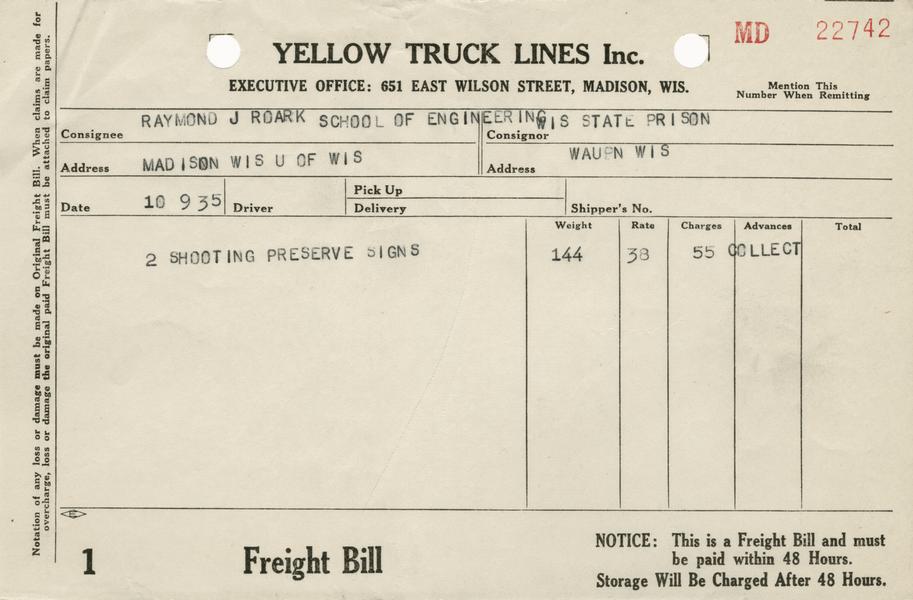 MD 22742
YELLOW TRUCK LINES Inc.
EXECUTIVE OFFICE: 651 EAST WILSON STREET, MADISON, WIS.
Mention This
Number When Remitting
Consignee RAYMOND J ROARK SCHOOL OF ENGINEERING
Consignor WIS STATE PRISON
Address MADISON WIS U OF WIS
Address WAUPN WIS
Date 10 9 35 Driver
Pick Up
Delivery
Shipper's No.
Weight Rate Charges Advances Total
2 SHOOTING PRESERVE SIGNS 144 38 55 COLLECT
Notation of any loss or damage must be made on Original Freight Bill. When claims are made for
overcharge, loss or damage the original paid Freight Bill must be attached to claim papers.
1 Freight Bill
NOTICE: This is a Freight Bill and must
be paid within 48 Hours.
Storage Will Be Charged After 48 Hours.